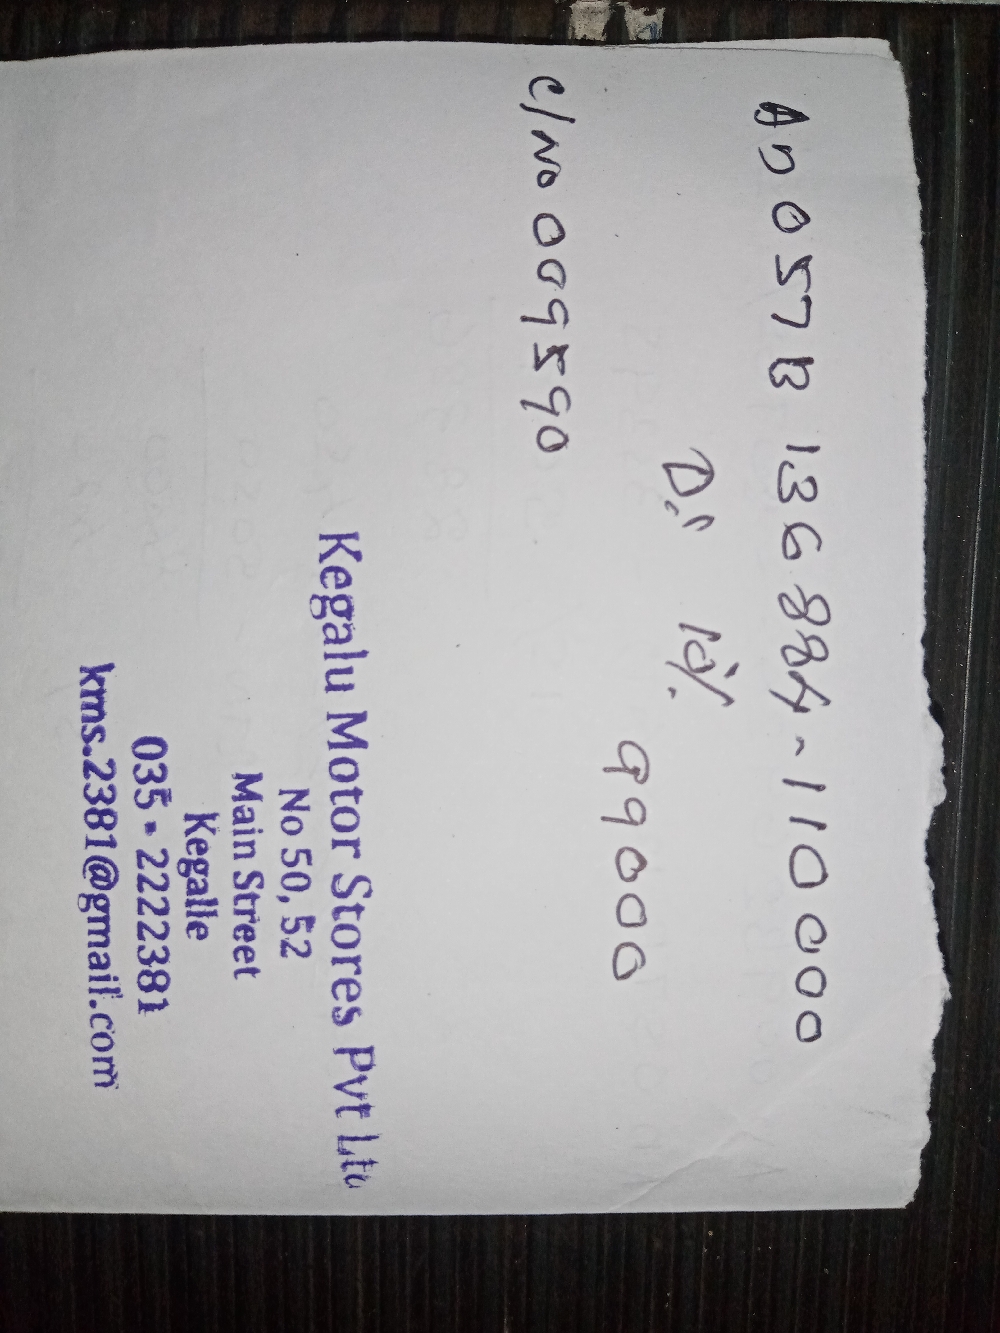 AD057B 136884 - 110000
Di 10%
99000
C/No 009590
Kegalu Motor Stores Pvt Ltd
No 50, 52
Main Street
Kegalle
035 - 2222381
kms.2381@gmail.com